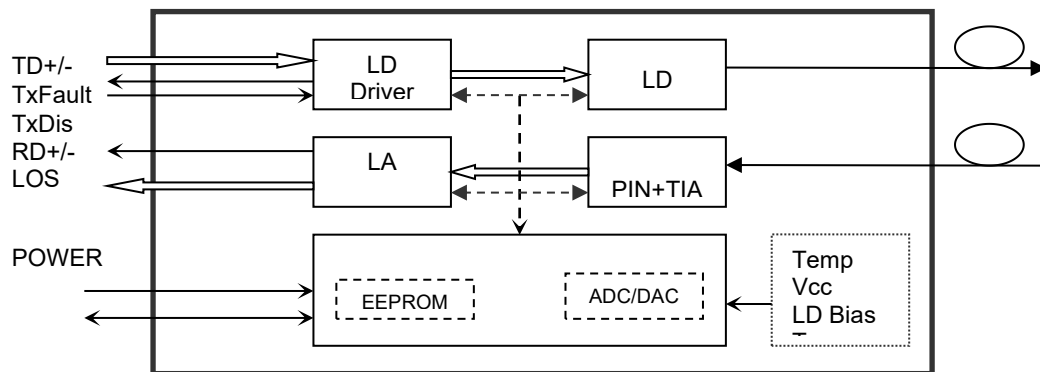 TD+/-
TxFault
TxDis
RD+/-
LOS
POWER
LD
Driver
LD
LA
PIN+TIA
EEPROM
ADC/DAC
Temp
Vcc
LD Bias